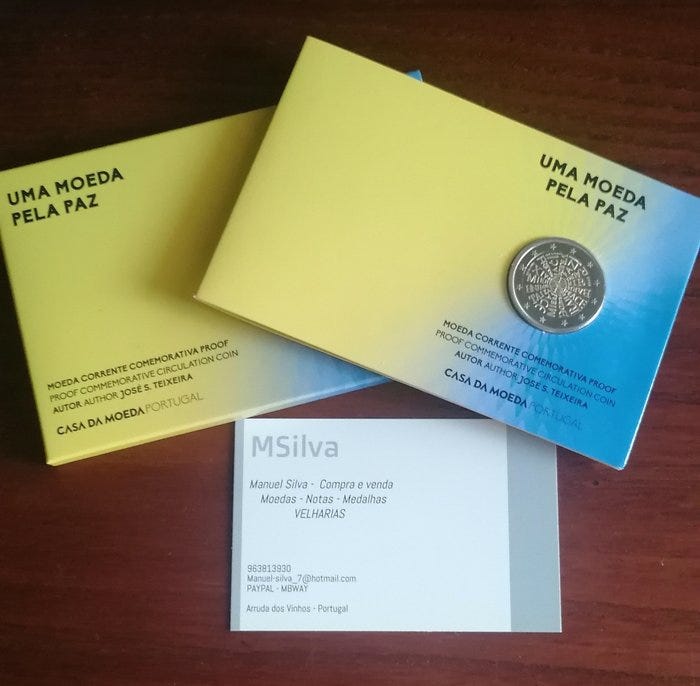 UMA MOEDA
PELA PAZ
MOEDA CORRENTE COMEMORATIVA PROOF
PROOF COMMEMORATIVE CIRCULATION COIN
AUTOR AUTHOR JOSÉ S. TEIXEIRA
CASA DA MOEDA PORTUGAL
UMA MOEDA
PELA PAZ
MOEDA CORRENTE COMEMORATIVA PROOF
PROOF COMMEMORATIVE CIRCULATION COIN
AUTOR AUTHOR JOSÉ S. TEIXEIRA
CASA DA MOEDA PORTUGAL
MSilva
Manuel Silva - Compra e venda
Moedas - Notas - Medalhas
VELHARIAS
963813930
Manuel-silva_7@hotmail.com
PAYPAL - MBWAY
Arruda dos Vinhos - Portugal